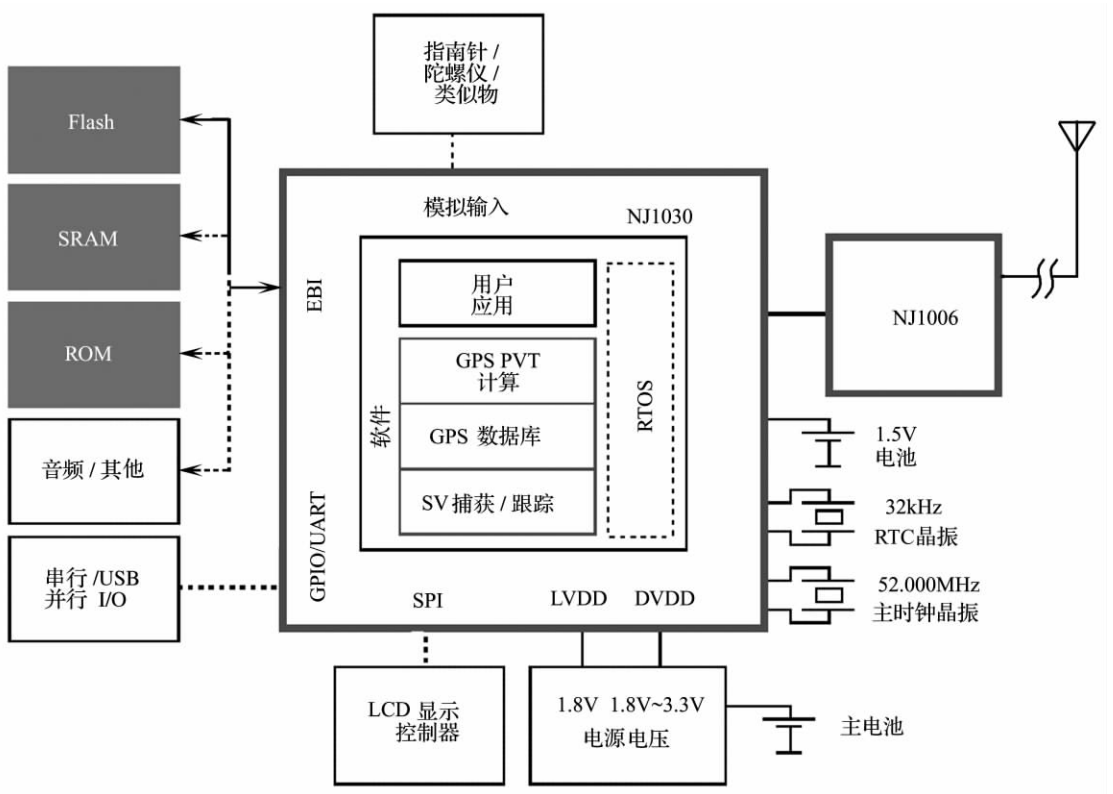 指南针 /
陀螺仪 /
类似物
Flash
SRAM
ROM
音频 / 其他
串行 /USB
并行 I/O
模拟输入
NJ1030
EBI
GPIO/UART
软件
用户
应用
GPS PVT
计算
GPS 数据库
SV 捕获 / 跟踪
RTOS
SPI
LVDD
DVDD
NJ1006
1.5V
电池
32kHz
RTC晶振
52.000MHz
主时钟晶振
LCD 显示
控制器
1.8V 1.8V~3.3V
电源电压
主电池